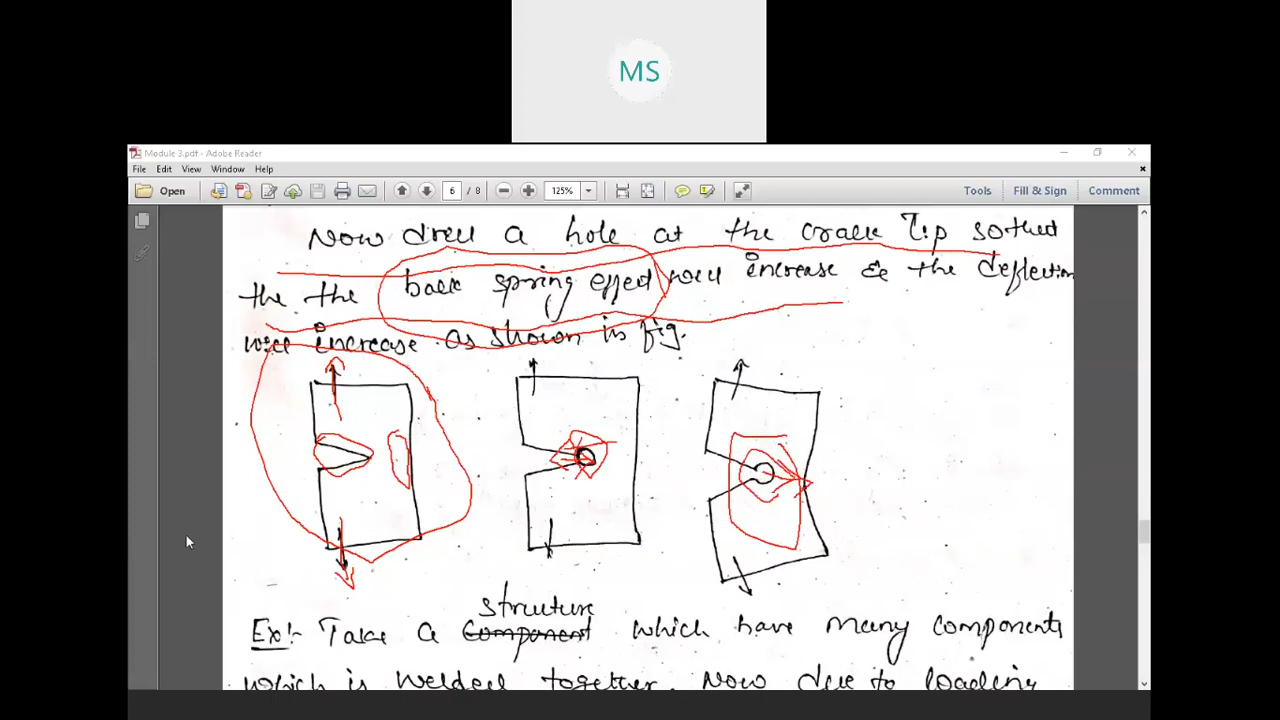 MS
Module 3.pdf - Adobe Reader
File Edit View Window Help
Open 6 / 8 125% Tools Fill & Sign Comment
Now drill a hole at the crack tip so that
the the back spring effect will increase & the deflection
will increase as shown in fig.
structure
Ex:- Take a component which have many components
which is welded together. Now due to loading